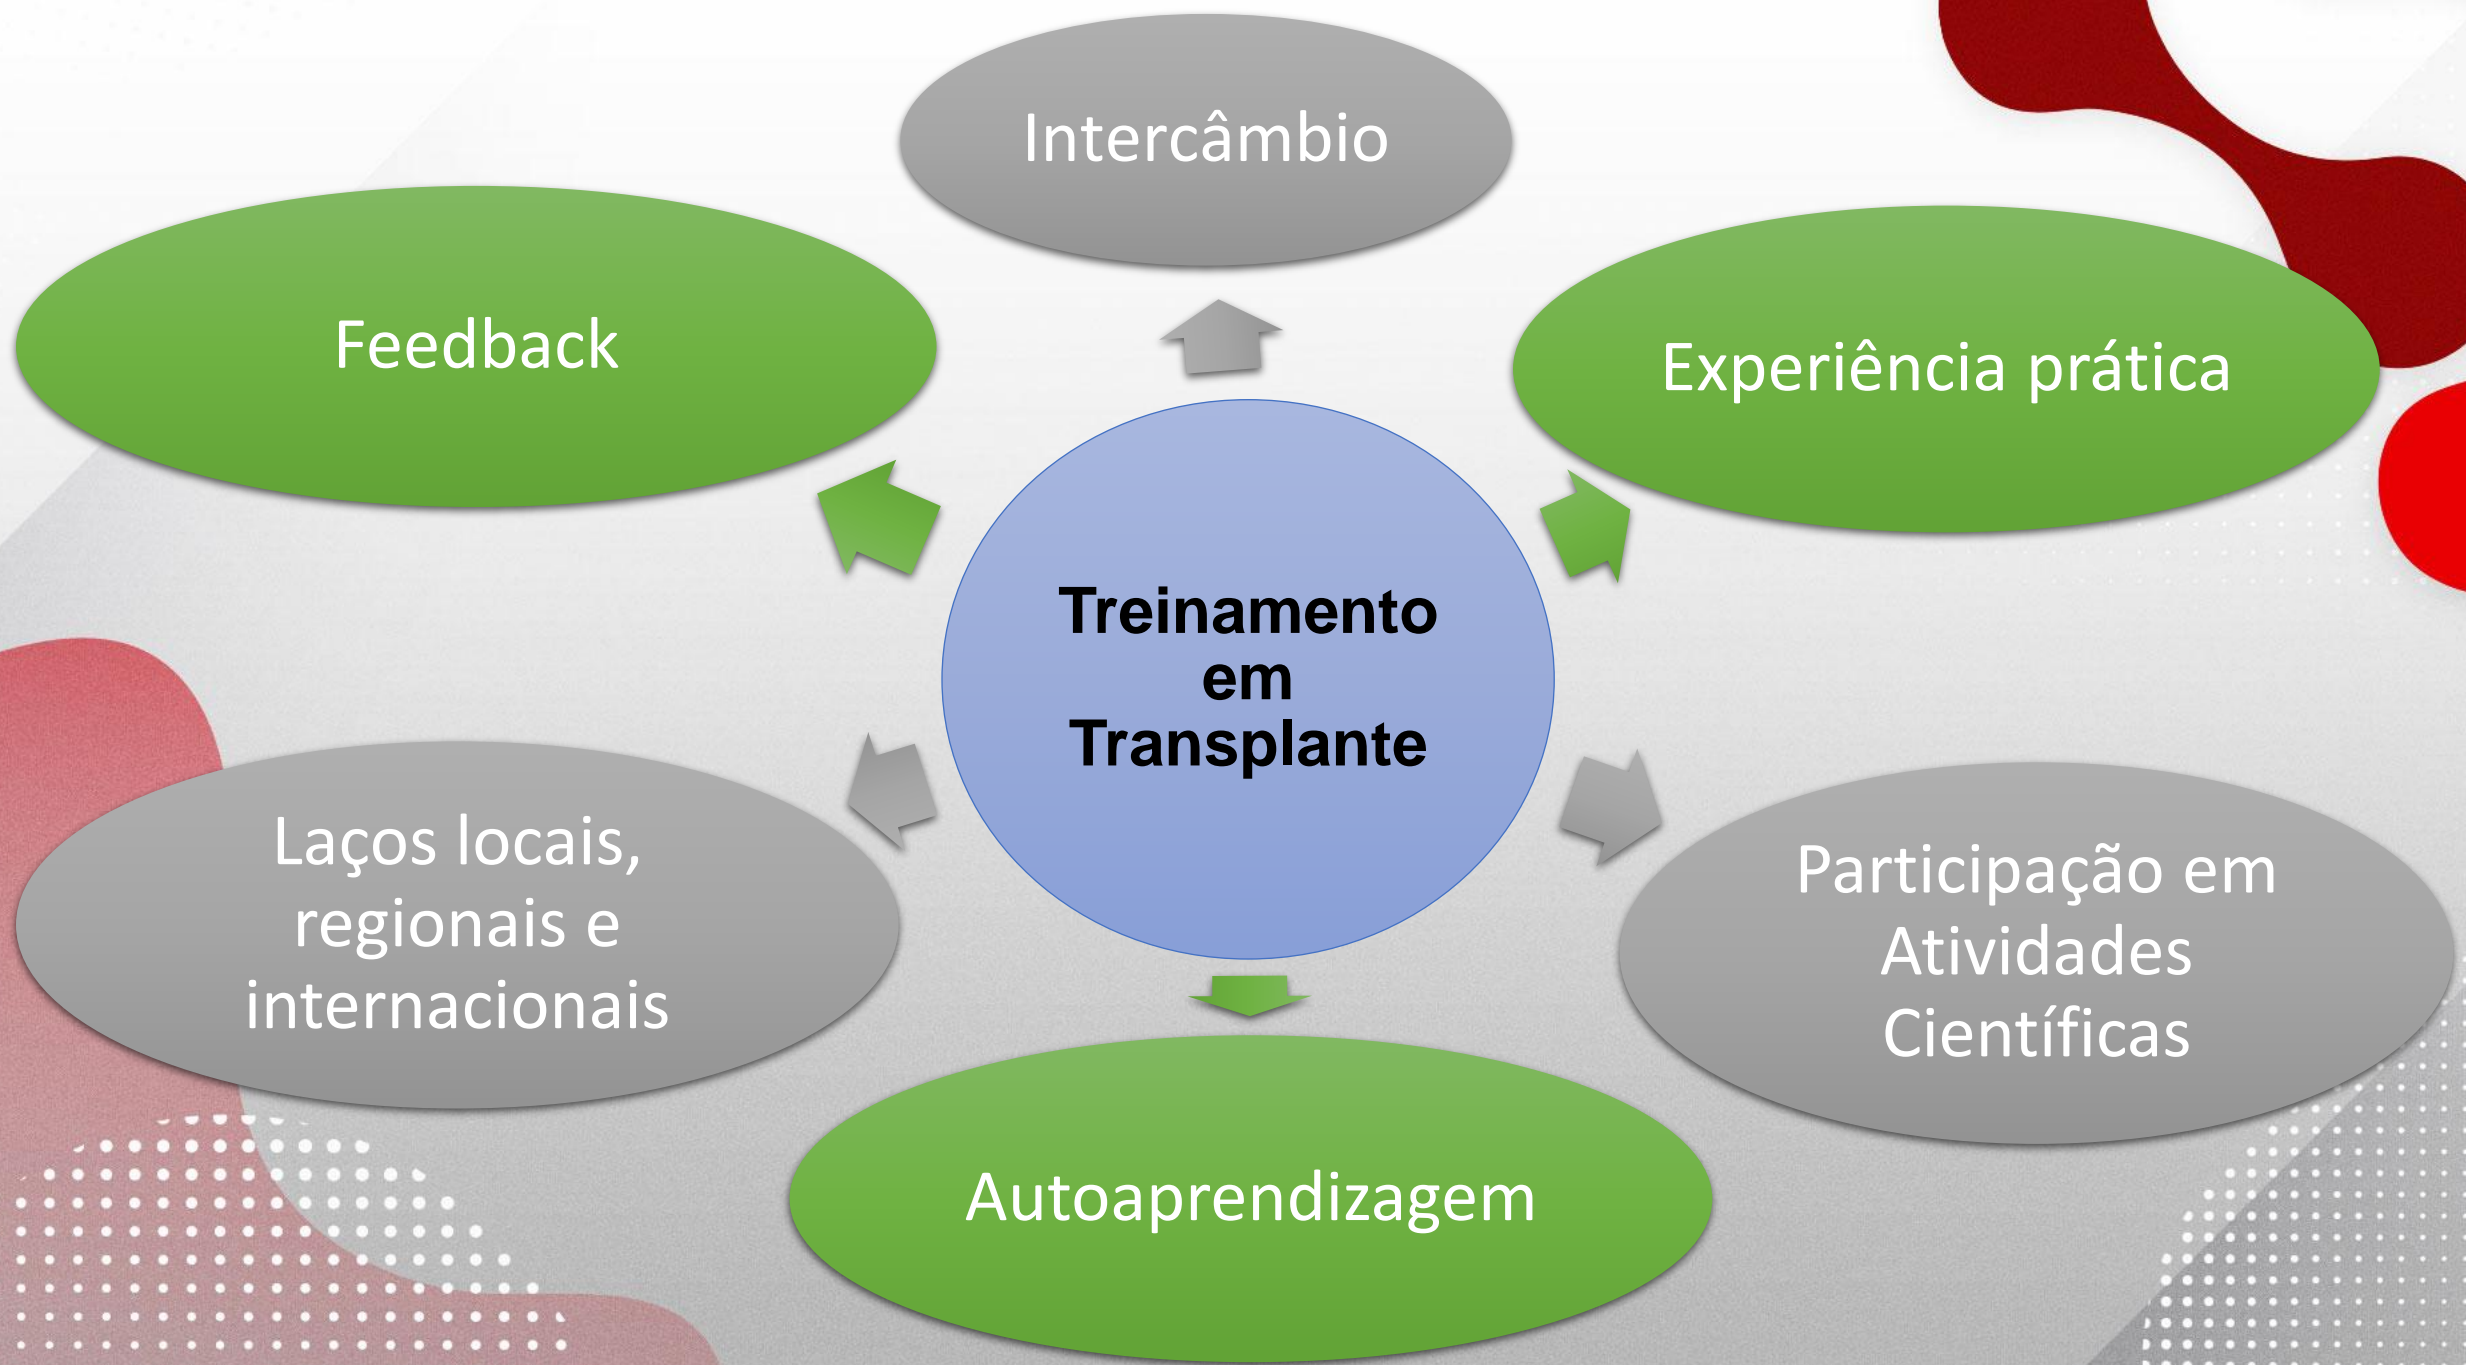 Intercâmbio
Feedback
Experiência prática
Treinamento
em
Transplante
Laços locais,
regionais e
internacionais
Participação em
Atividades
Científicas
Autoaprendizagem